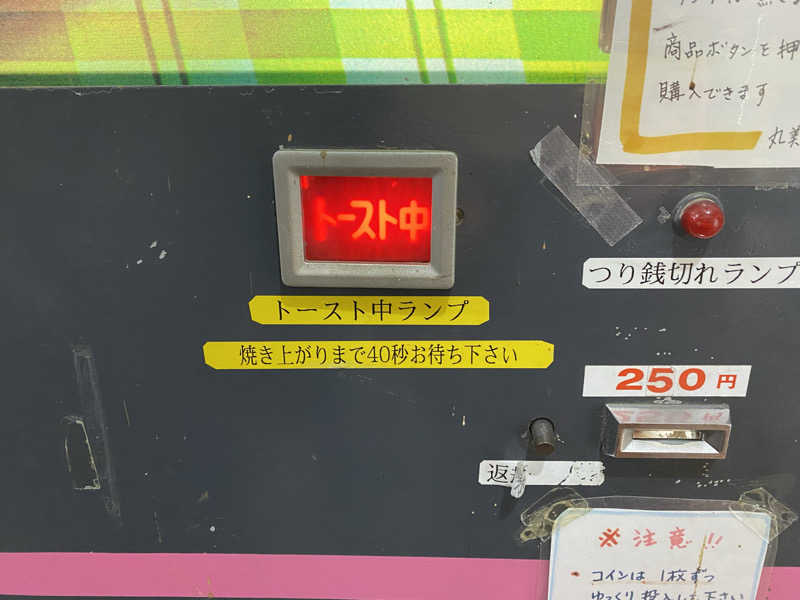 商品ボタンを押
購入できます
丸美
トースト中
トースト中ランプ
焼き上がりまで40秒お待ち下さい
つり銭切れランプ
250円
返
※注意!!
コインは1枚ずつ
ゆっくり投入して下さい